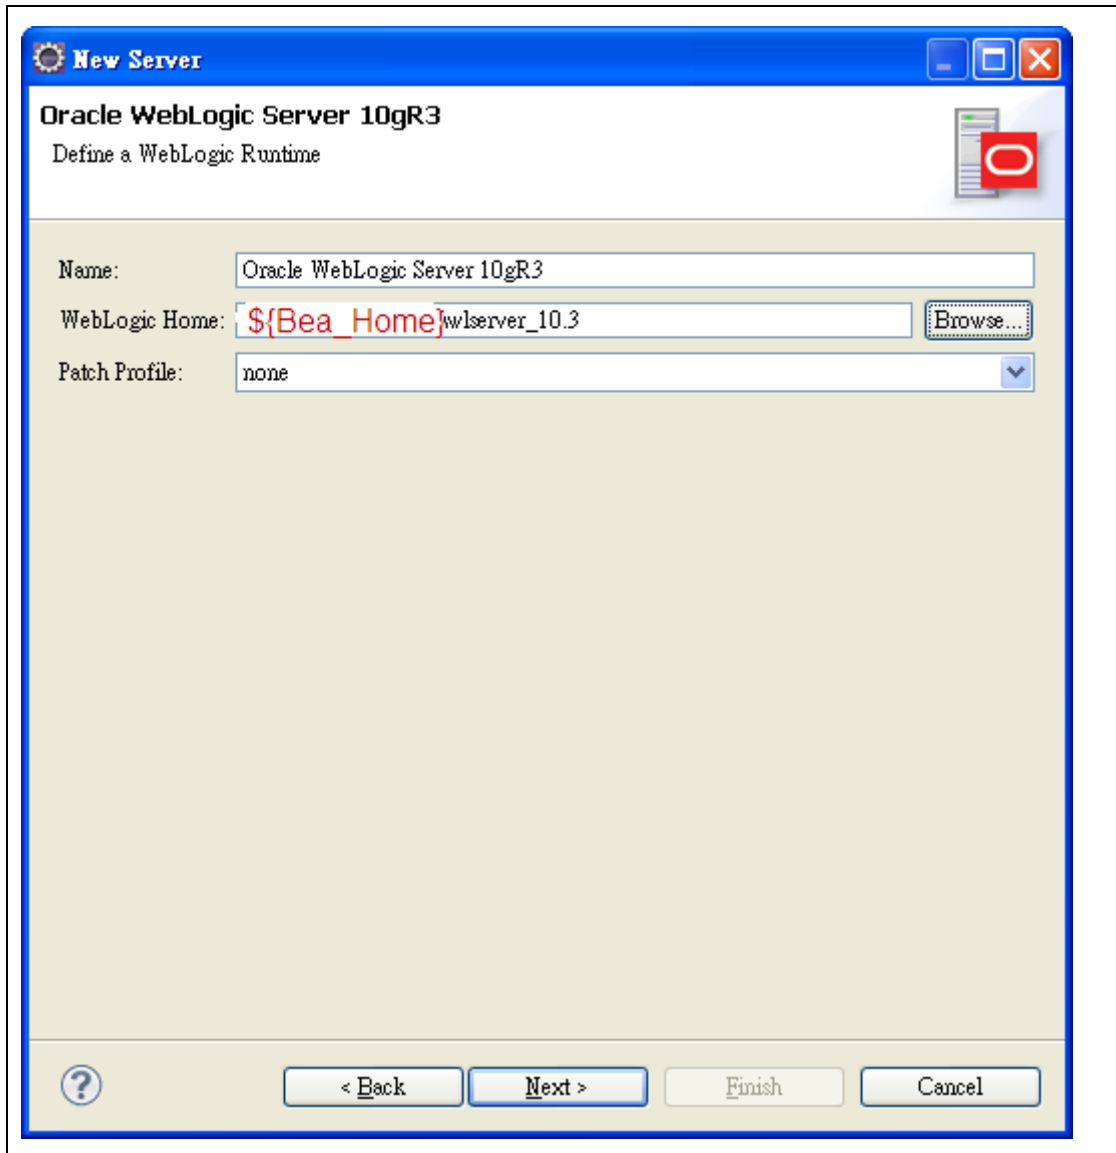 New Server
Oracle WebLogic Server 10gR3
Define a WebLogic Runtime
Name: Oracle WebLogic Server 10gR3
WebLogic Home: ${Bea_Home}wlserver_10.3 Browse...
Patch Profile: none
? < Back Next > Finish Cancel